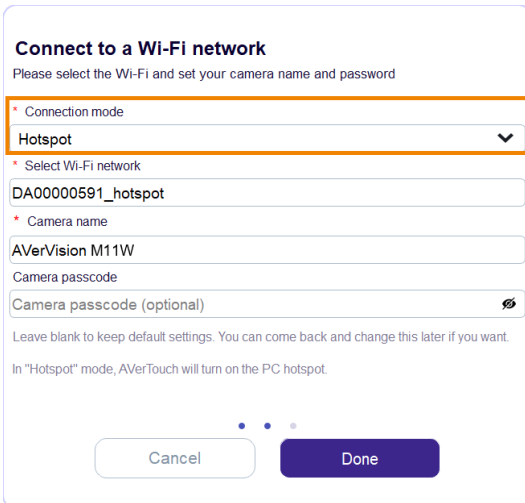 Connect to a Wi-Fi network
Please select the Wi-Fi and set your camera name and password
* Connection mode
Hotspot
* Select Wi-Fi network
DA00000591_hotspot
* Camera name
AVerVision M11W
Camera passcode
Camera passcode (optional)
Leave blank to keep default settings. You can come back and change this later if you want.
In "Hotspot" mode, AVerTouch will turn on the PC hotspot.
Cancel Done